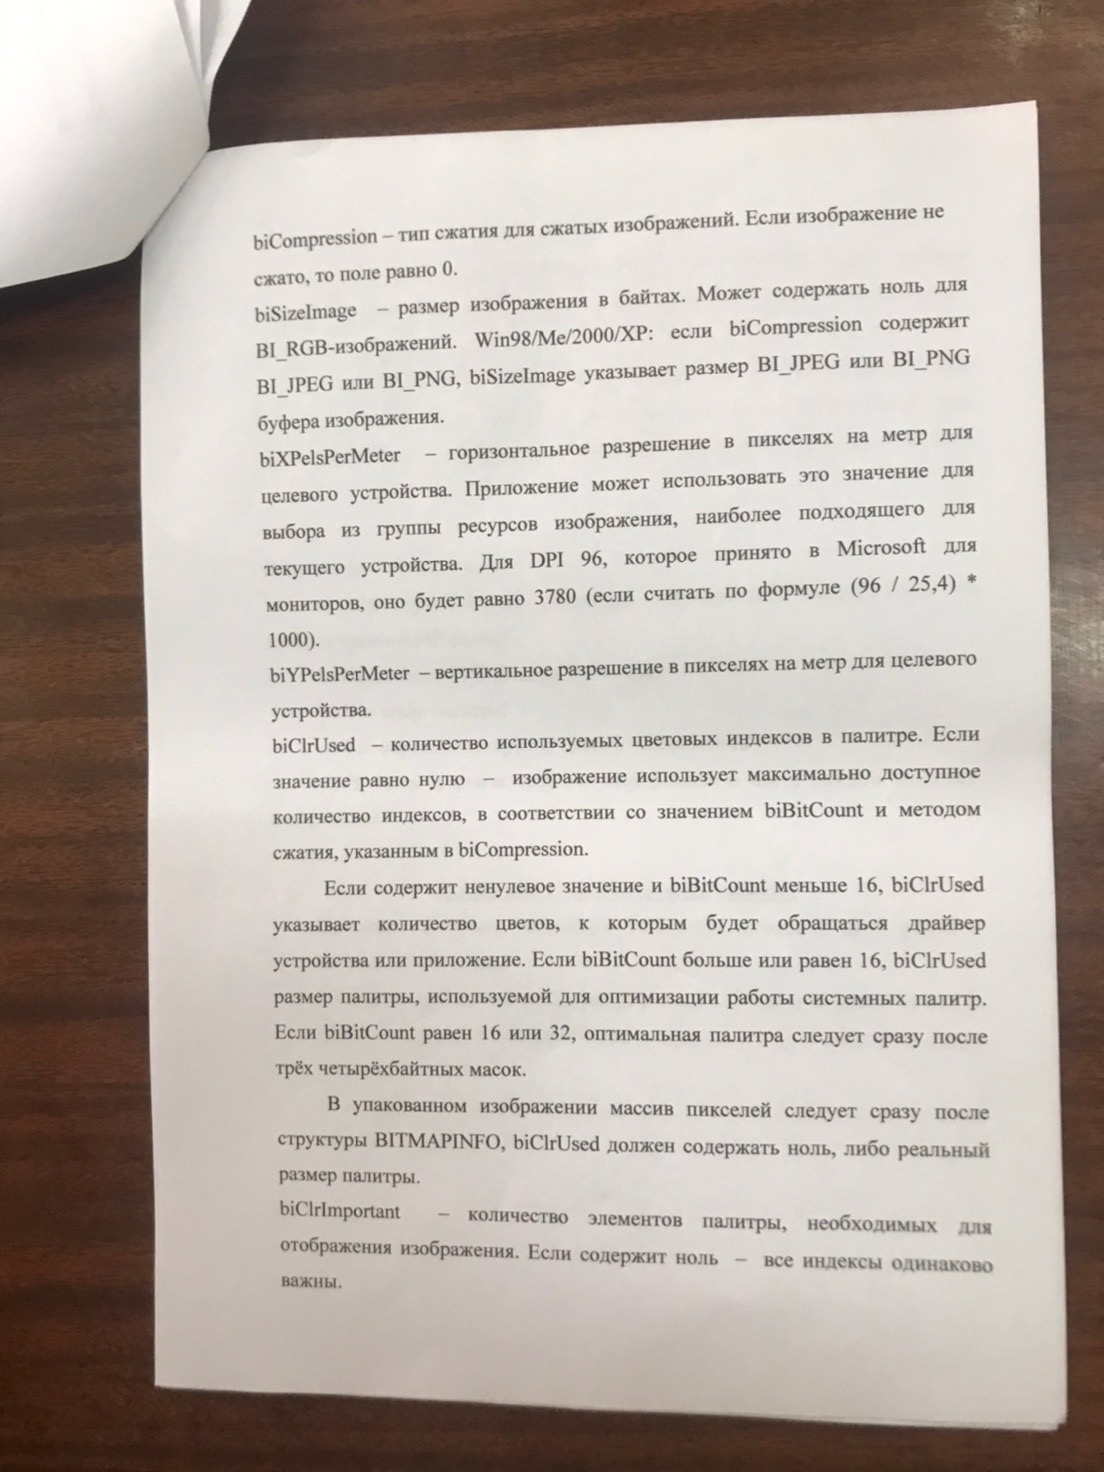 biCompression – тип сжатия для сжатых изображений. Если изображение не
сжато, то поле равно 0.
biSizeImage – размер изображения в байтах. Может содержать ноль для
BI_RGB-изображений. Win98/Me/2000/XP: если biCompression содержит
BI_JPEG или BI_PNG, biSizeImage указывает размер BI_JPEG или BI_PNG
буфера изображения.
biXPelsPerMeter – горизонтальное разрешение в пикселях на метр для
целевого устройства. Приложение может использовать это значение для
выбора из группы ресурсов изображения, наиболее подходящего для
текущего устройства. Для DPI 96, которое принято в Microsoft для
мониторов, оно будет равно 3780 (если считать по формуле (96 / 25,4) *
1000).
biYPelsPerMeter – вертикальное разрешение в пикселях на метр для целевого
устройства.
biClrUsed – количество используемых цветовых индексов в палитре. Если
значение равно нулю – изображение использует максимально доступное
количество индексов, в соответствии со значением biBitCount и методом
сжатия, указанным в biCompression.
Если содержит ненулевое значение и biBitCount меньше 16, biClrUsed
указывает количество цветов, к которым будет обращаться драйвер
устройства или приложение. Если biBitCount больше или равен 16, biClrUsed
размер палитры, используемой для оптимизации работы системных палитр.
Если biBitCount равен 16 или 32, оптимальная палитра следует сразу после
трёх четырёхбайтных масок.
В упакованном изображении массив пикселей следует сразу после
структуры BITMAPINFO, biClrUsed должен содержать ноль, либо реальный
размер палитры.
biClrImportant – количество элементов палитры, необходимых для
отображения изображения. Если содержит ноль – все индексы одинаково
важны.